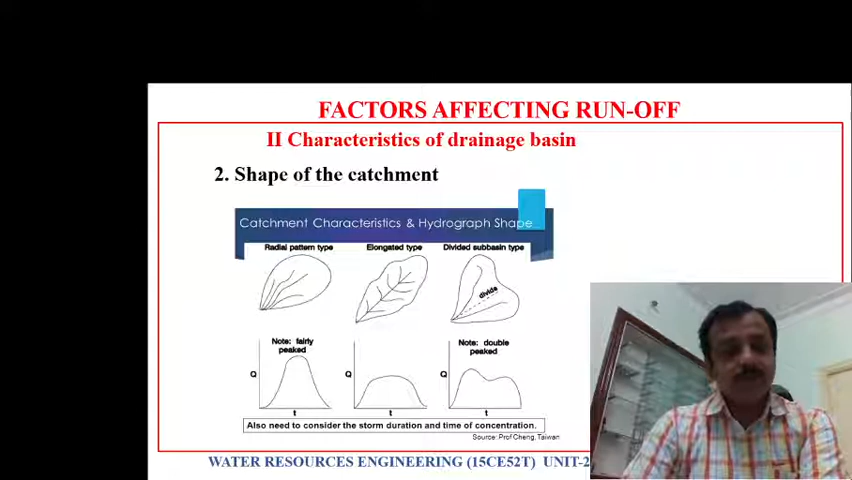 FACTORS AFFECTING RUN-OFF
II Characteristics of drainage basin
2. Shape of the catchment
Catchment Characteristics & Hydrograph Shape
Radial pattern type
Elongated type
Divided subbasin type
divide
Note: fairly
peaked
Note: double
peaked
Q
Q
Q
t
t
t
Also need to consider the storm duration and time of concentration.
Source: Prof Cheng, Taiwan
WATER RESOURCES ENGINEERING (15CE52T) UNIT-2